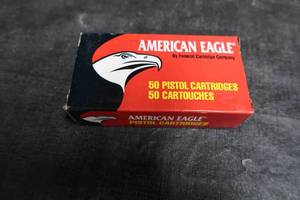 AMERICAN EAGLE®
By Federal Cartridge Company
50 PISTOL CARTRIDGES
50 CARTOUCHES
AMERICAN EAGLE®
PISTOL CARTRIDGES